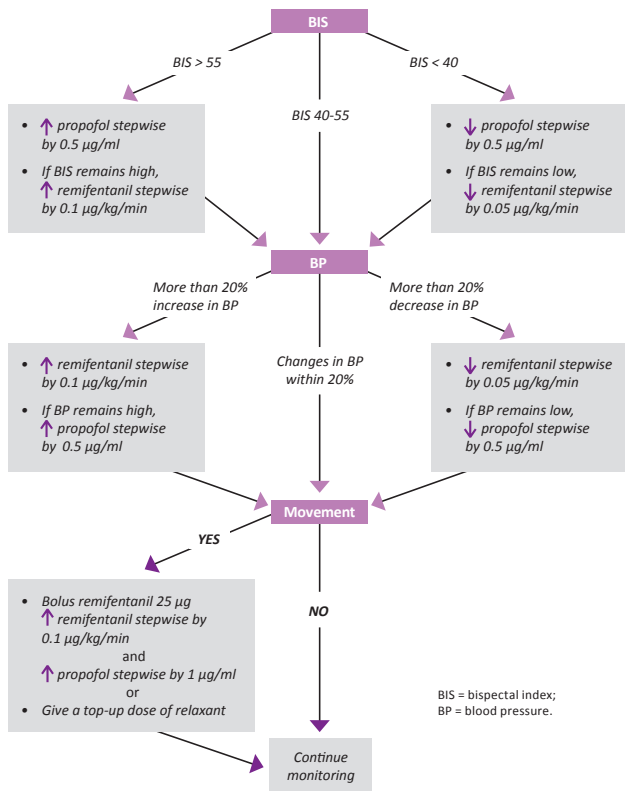 BIS
BIS > 55
BIS < 40
BIS 40-55
• ↑ propofol stepwise
by 0.5 µg/ml
• If BIS remains high,
↑ remifentanil stepwise
by 0.1 µg/kg/min
• ↓ propofol stepwise
by 0.5 µg/ml
• If BIS remains low,
↓ remifentanil stepwise
by 0.05 µg/kg/min
BP
More than 20%
increase in BP
More than 20%
decrease in BP
Changes in BP
within 20%
• ↑ remifentanil stepwise
by 0.1 µg/kg/min
• If BP remains high,
↑ propofol stepwise
by 0.5 µg/ml
• ↓ remifentanil stepwise
by 0.05 µg/kg/min
• If BP remains low,
↓ propofol stepwise
by 0.5 µg/ml
Movement
YES
NO
• Bolus remifentanil 25 µg
↑ remifentanil stepwise by
0.1 µg/kg/min
and
↑ propofol stepwise by 1 µg/ml
or
• Give a top-up dose of relaxant
BIS = bispectal index;
BP = blood pressure.
Continue
monitoring